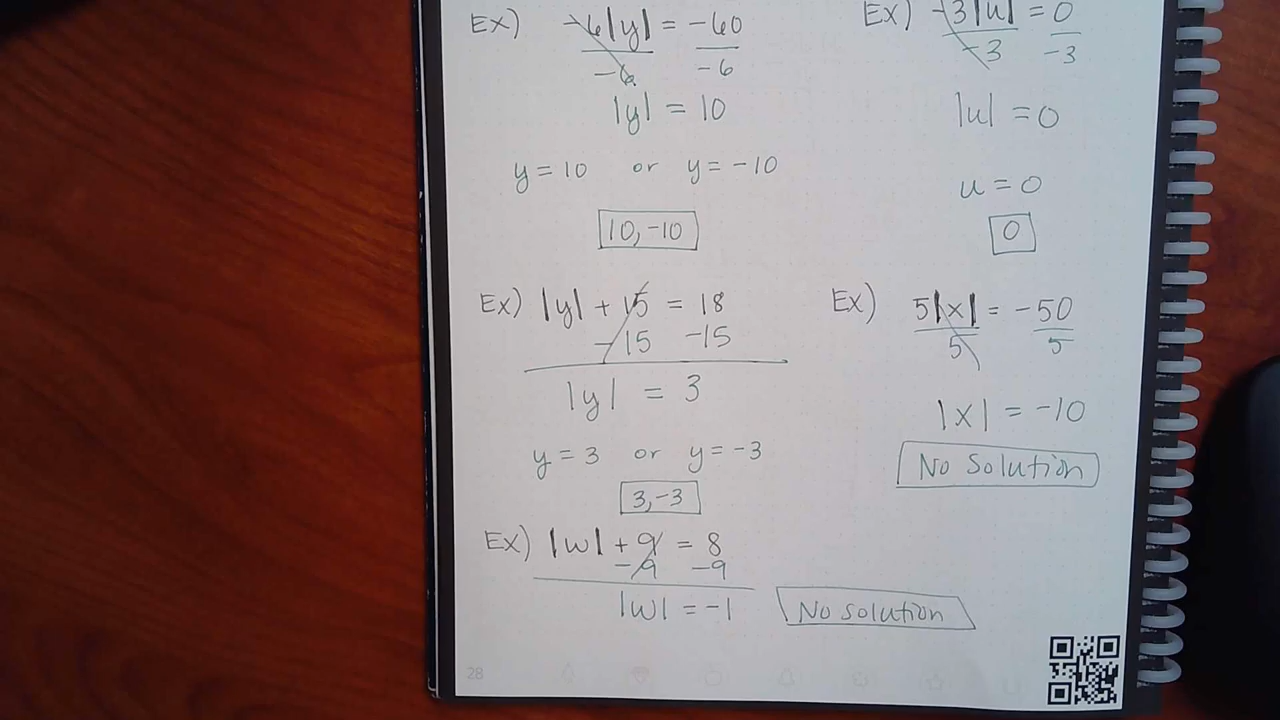 Ex) -6|y| = -60
-6 -6
|y| = 10
y = 10 or y = -10
10, -10
Ex) -3|u| = 0
-3 -3
|u| = 0
u = 0
0
Ex) |y| + 15 = 18
-15 -15
|y| = 3
y = 3 or y = -3
3, -3
Ex) 5|x| = -50
5 5
|x| = -10
No Solution
Ex) |w| + 9 = 8
-9 -9
|w| = -1
No solution
28